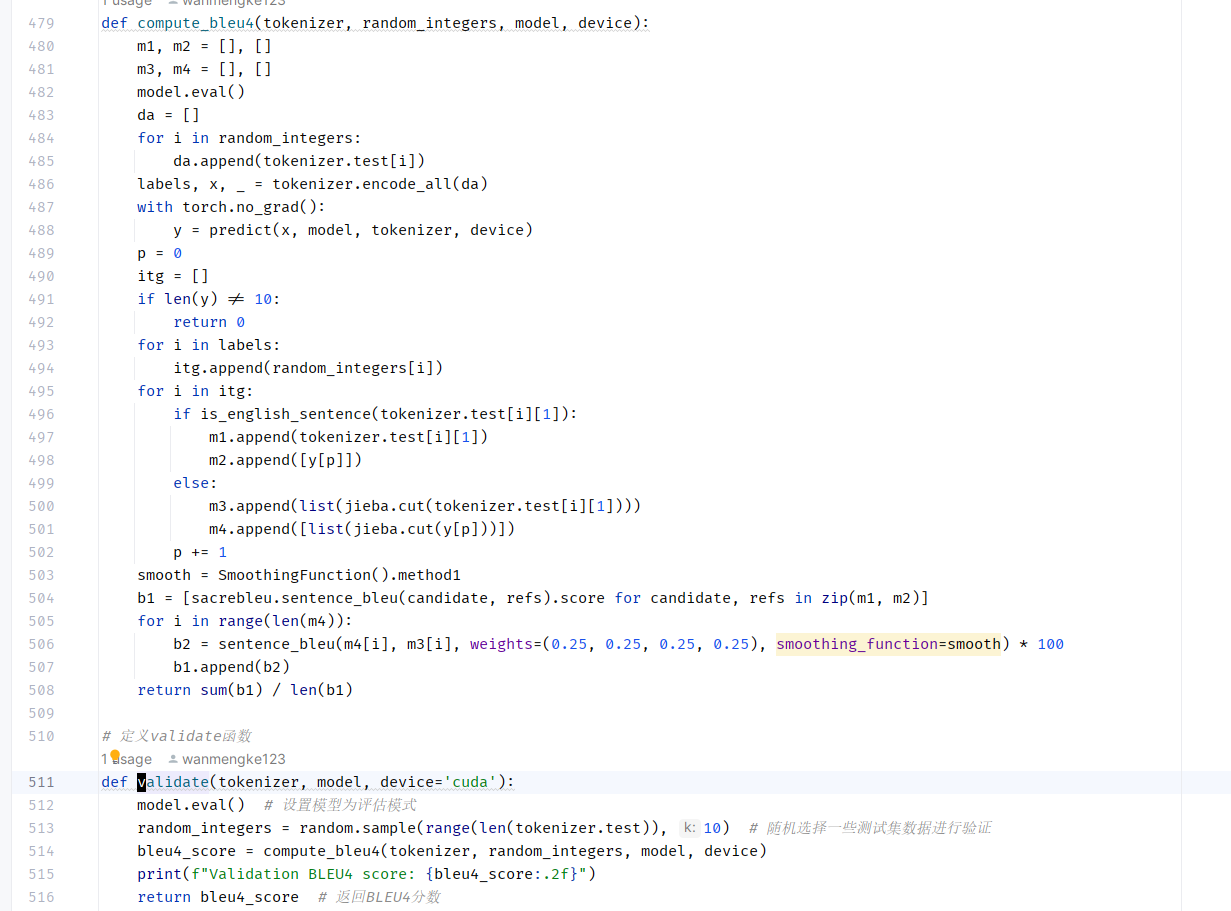 1 usage wanmengke123
479 def compute_bleu4(tokenizer, random_integers, model, device):
480 m1, m2 = [], []
481 m3, m4 = [], []
482 model.eval()
483 da = []
484 for i in random_integers:
485 da.append(tokenizer.test[i])
486 labels, x, _ = tokenizer.encode_all(da)
487 with torch.no_grad():
488 y = predict(x, model, tokenizer, device)
489 p = 0
490 itg = []
491 if len(y) != 10:
492 return 0
493 for i in labels:
494 itg.append(random_integers[i])
495 for i in itg:
496 if is_english_sentence(tokenizer.test[i][1]):
497 m1.append(tokenizer.test[i][1])
498 m2.append([y[p]])
499 else:
500 m3.append(list(jieba.cut(tokenizer.test[i][1])))
501 m4.append([list(jieba.cut(y[p]))])
502 p += 1
503 smooth = SmoothingFunction().method1
504 b1 = [sacrebleu.sentence_bleu(candidate, refs).score for candidate, refs in zip(m1, m2)]
505 for i in range(len(m4)):
506 b2 = sentence_bleu(m4[i], m3[i], weights=(0.25, 0.25, 0.25, 0.25), smoothing_function=smooth) * 100
507 b1.append(b2)
508 return sum(b1) / len(b1)
509
510 # 定义validate函数
1 usage wanmengke123
511 def validate(tokenizer, model, device='cuda'):
512 model.eval() # 设置模型为评估模式
513 random_integers = random.sample(range(len(tokenizer.test)), k: 10) # 随机选择一些测试集数据进行验证
514 bleu4_score = compute_bleu4(tokenizer, random_integers, model, device)
515 print(f"Validation BLEU4 score: {bleu4_score:.2f}")
516 return bleu4_score # 返回BLEU4分数